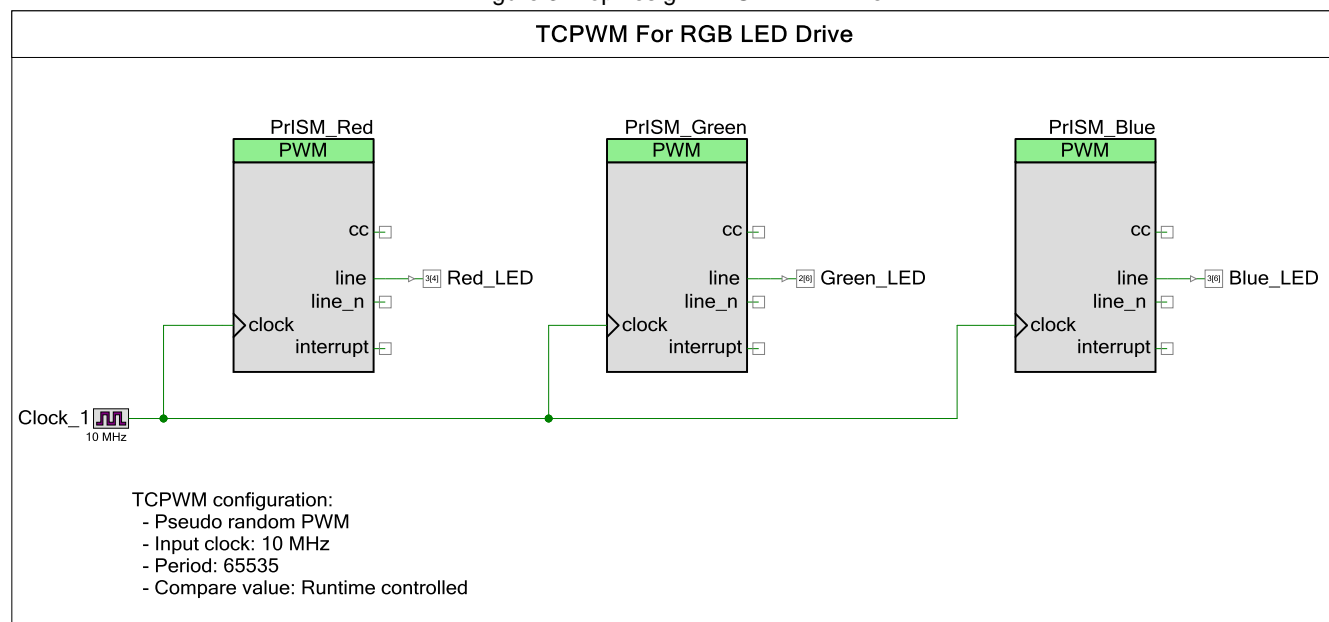 TCPWM For RGB LED Drive
PrISM_Red
PWM
cc
line
3[4]
Red_LED
line_n
clock
interrupt
PrISM_Green
PWM
cc
line
2[6]
Green_LED
line_n
clock
interrupt
PrISM_Blue
PWM
cc
line
3[6]
Blue_LED
line_n
clock
interrupt
Clock_1
10 MHz
TCPWM configuration:
- Pseudo random PWM
- Input clock: 10 MHz
- Period: 65535
- Compare value: Runtime controlled